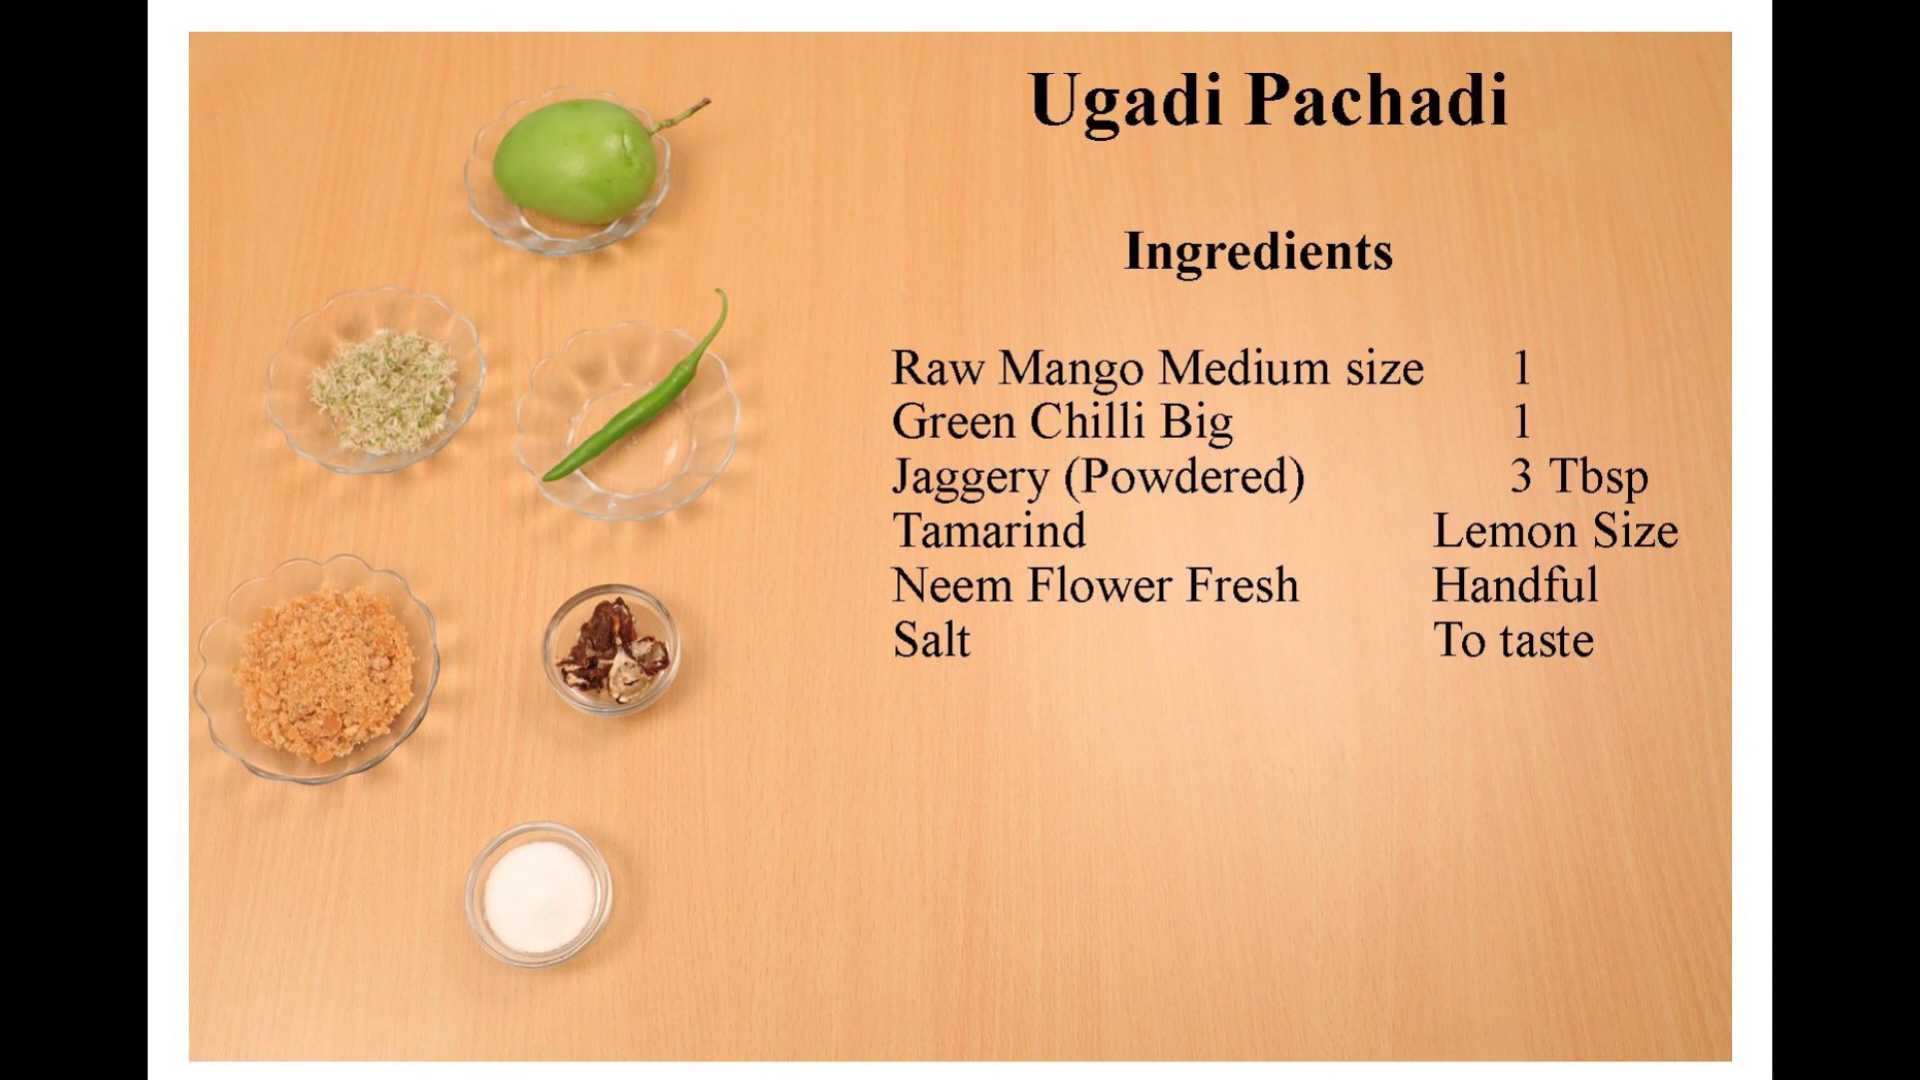 Ugadi Pachadi
Ingredients
Raw Mango Medium size 1
Green Chilli Big 1
Jaggery (Powdered) 3 Tbsp
Tamarind Lemon Size
Neem Flower Fresh Handful
Salt To taste